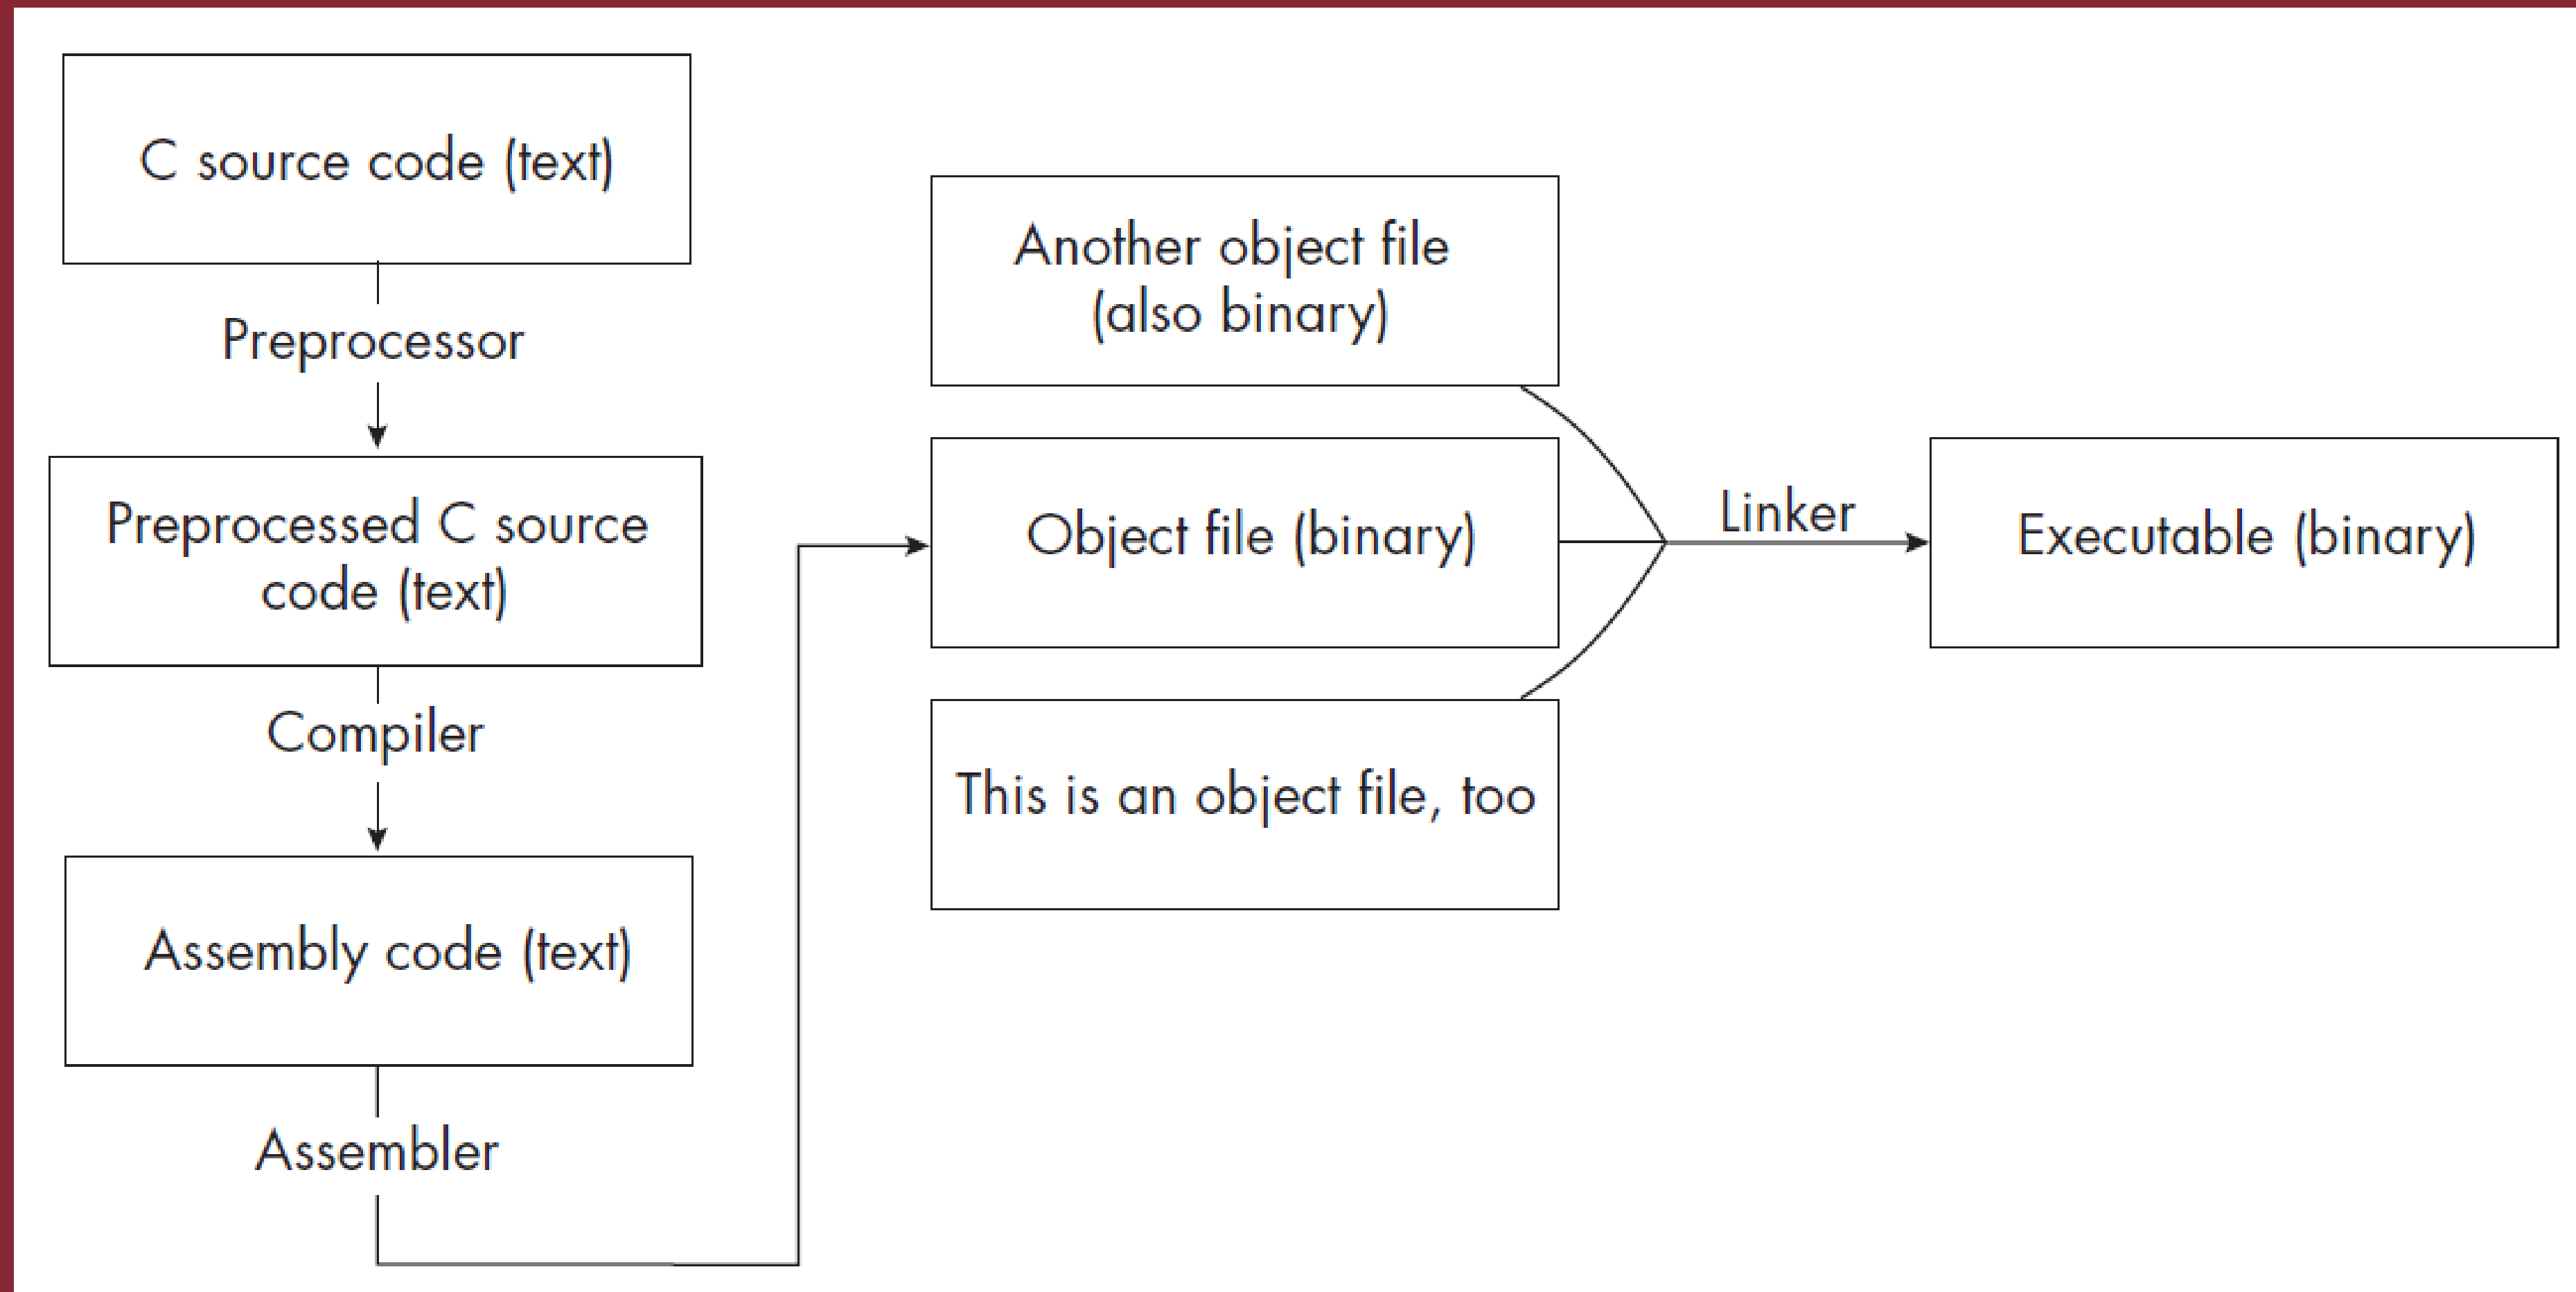 C source code (text)
Preprocessor
Preprocessed C source
code (text)
Compiler
Assembly code (text)
Assembler
Another object file
(also binary)
Object file (binary)
This is an object file, too
Linker
Executable (binary)